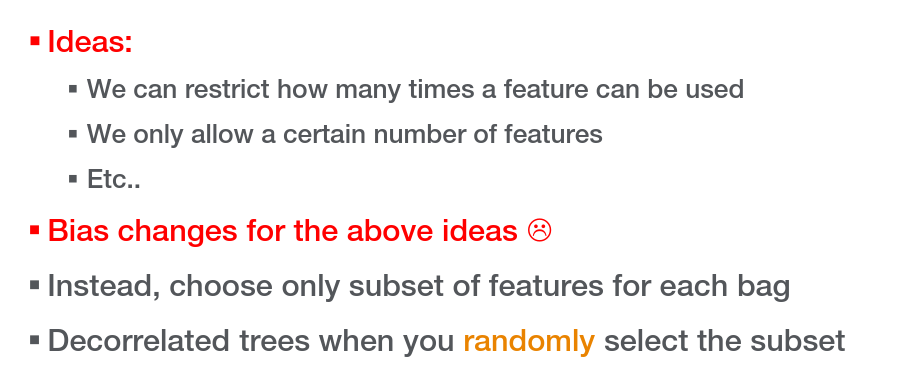 ▪ Ideas:
▪ We can restrict how many times a feature can be used
▪ We only allow a certain number of features
▪ Etc..
▪ Bias changes for the above ideas ☹
▪ Instead, choose only subset of features for each bag
▪ Decorrelated trees when you randomly select the subset